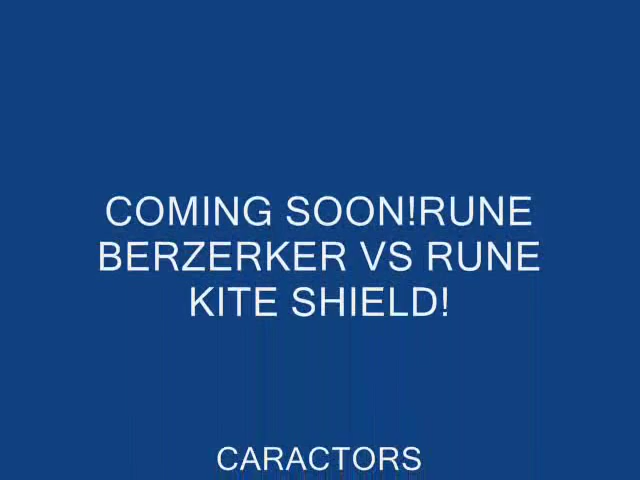 COMING SOON!RUNE
BERZERKER VS RUNE
KITE SHIELD!
CARACTORS